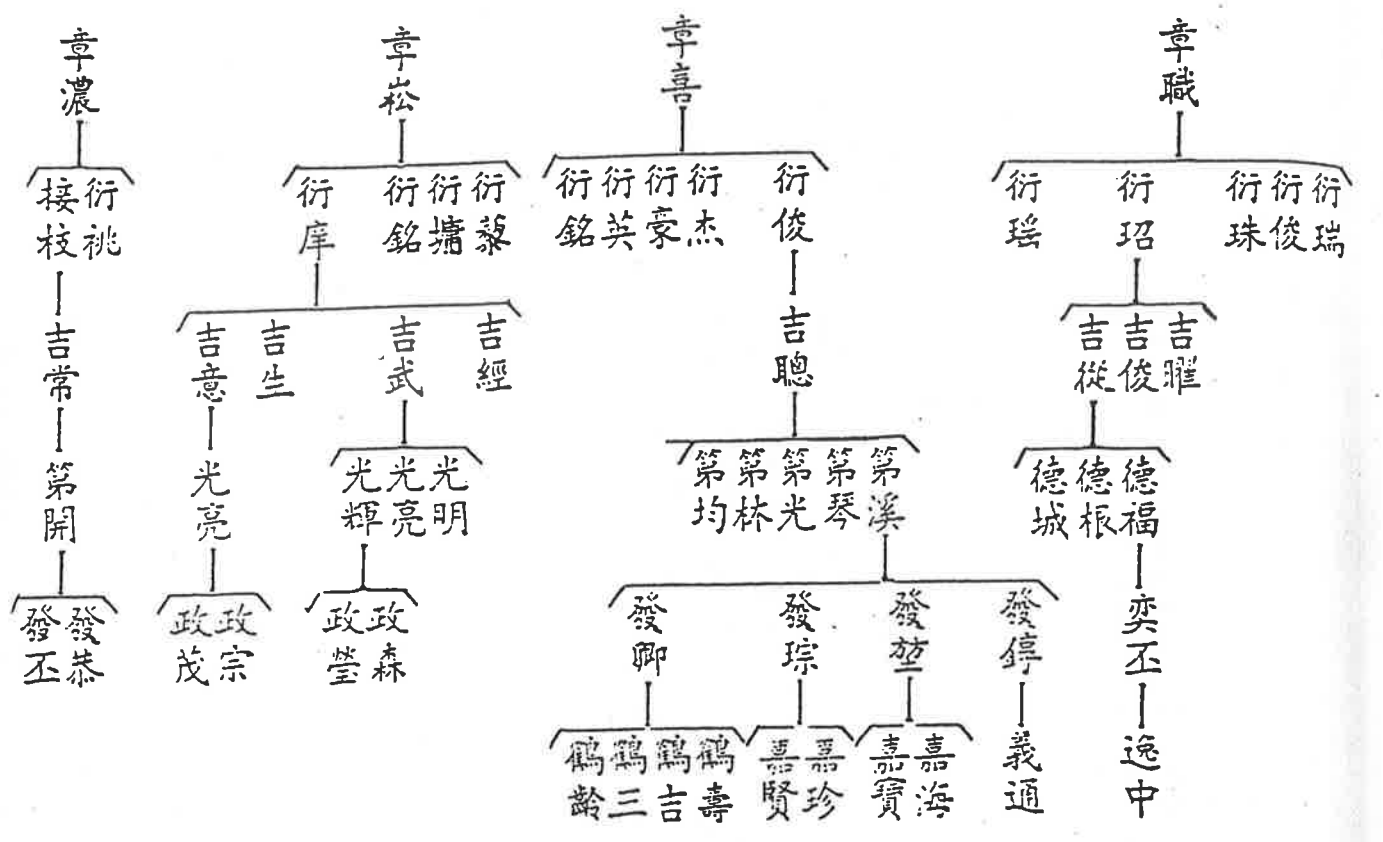 章職
衍瑞
衍俊
衍珠
衍玿
衍瑶
吉曜
吉俊
吉從
德福
德根
德城
奕丕
逸中
章喜
衍俊
衍杰
衍豪
衍英
衍銘
吉聰
第溪
第琴
第光
第林
第均
發錞
發堃
發琮
發卿
義通
嘉海
嘉寶
嘉珍
嘉賢
鶴壽
鶴吉
鶴三
鶴齡
章崧
衍藜
衍墉
衍銘
衍庠
吉經
吉武
吉生
吉意
光明
光亮
光輝
光亮
政森
政瑩
政宗
政茂
章濃
衍祧
接枝
吉常
第開
發恭
發丕